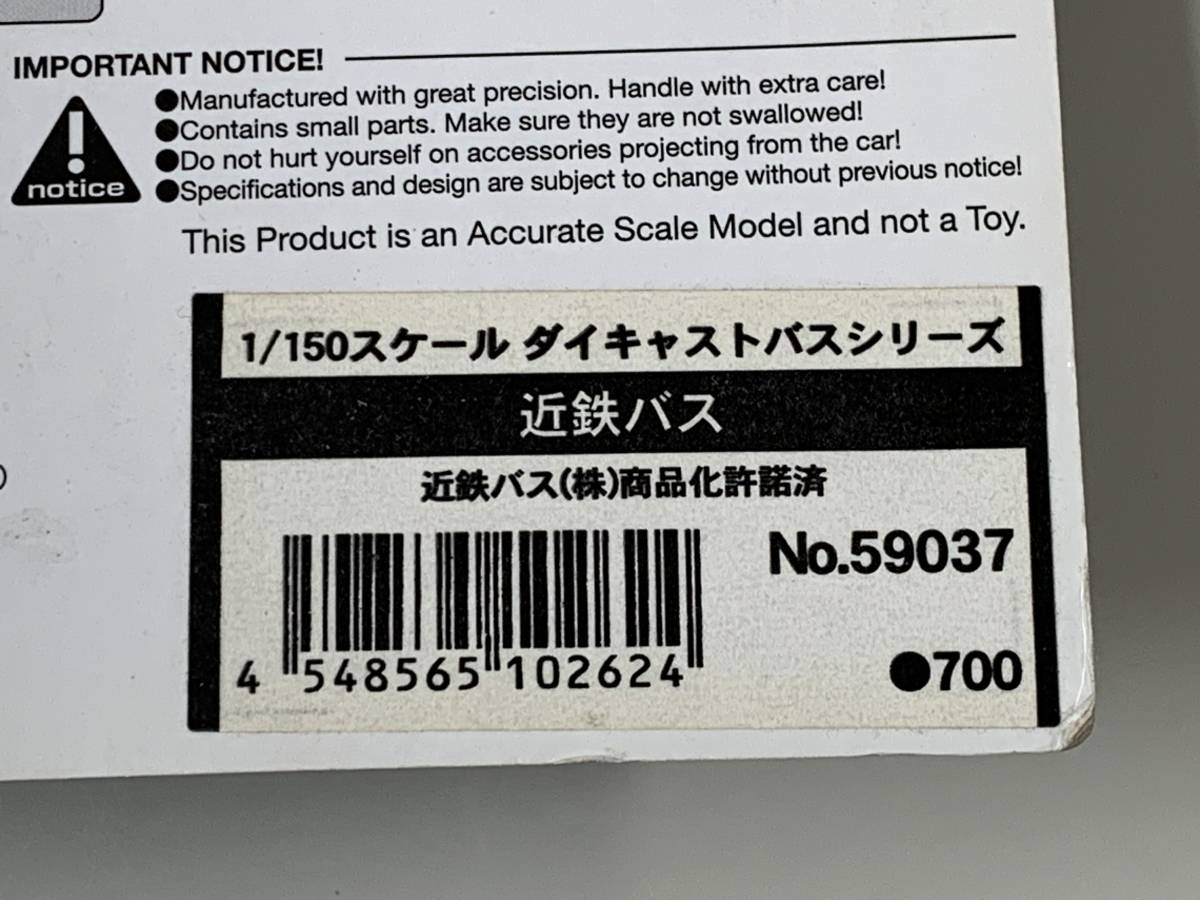 IMPORTANT NOTICE!
●Manufactured with great precision. Handle with extra care!
●Contains small parts. Make sure they are not swallowed!
●Do not hurt yourself on accessories projecting from the car!
●Specifications and design are subject to change without previous notice!
notice
This Product is an Accurate Scale Model and not a Toy.
1/150スケール ダイキャストバスシリーズ
近鉄バス
近鉄バス(株)商品化許諾済
No.59037
4 548565 102624
●700